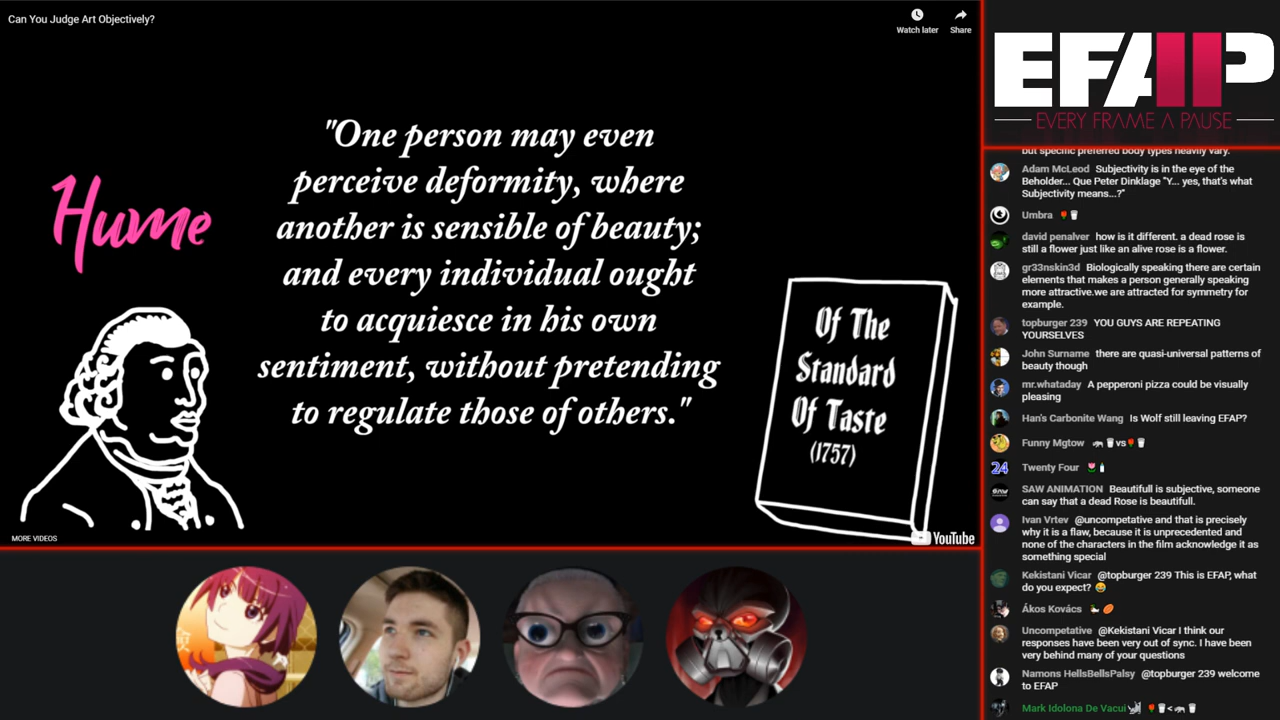 Can You Judge Art Objectively?
Watch later
Share
Hume
"One person may even
perceive deformity, where
another is sensible of beauty;
and every individual ought
to acquiesce in his own
sentiment, without pretending
to regulate those of others."
Of The
Standard
Of Taste
(1757)
MORE VIDEOS
YouTube
EFAP
EVERY FRAME A PAUSE
but specific preferred body types heavily vary.
Adam McLeod Subjectivity is in the eye of the
Beholder... Que Peter Dinklage "Y... yes, that's what
Subjectivity means...?"
Umbra 🌹🥛
david penalver how is it different. a dead rose is
still a flower just like an alive rose is a flower.
gr33nskin3d Biologically speaking there are certain
elements that makes a person generally speaking
more attractive.we are attracted for symmetry for
example.
topburger 239 YOU GUYS ARE REPEATING
YOURSELVES
John Surname there are quasi-universal patterns of
beauty though
mr.whataday A pepperoni pizza could be visually
pleasing
Han's Carbonite Wang Is Wolf still leaving EFAP?
Funny Mgtow vs
24
Twenty Four
SAW ANIMATION Beautifull is subjective, someone
can say that a dead Rose is beautifull.
Ivan Vrtev @uncompetative and that is precisely
why it is a flaw, because it is unprecedented and
none of the characters in the film acknowledge it as
something special
Kekistani Vicar @topburger 239 This is EFAP, what
do you expect? 😂
Ákos Kovács
Uncompetative @Kekistani Vicar I think our
responses have been very out of sync. I have been
very behind many of your questions
Namons HellsBellsPalsy @topburger 239 welcome
to EFAP
Mark Idolona De Vacui <